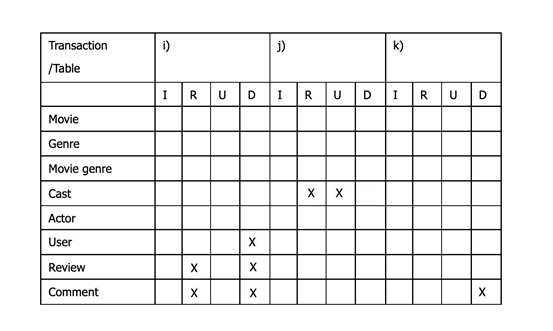 Transaction i) j) k)
/Table
I R U D I R U D I R U D
Movie
Genre
Movie genre
Cast X X
Actor
User X
Review X X
Comment X X X